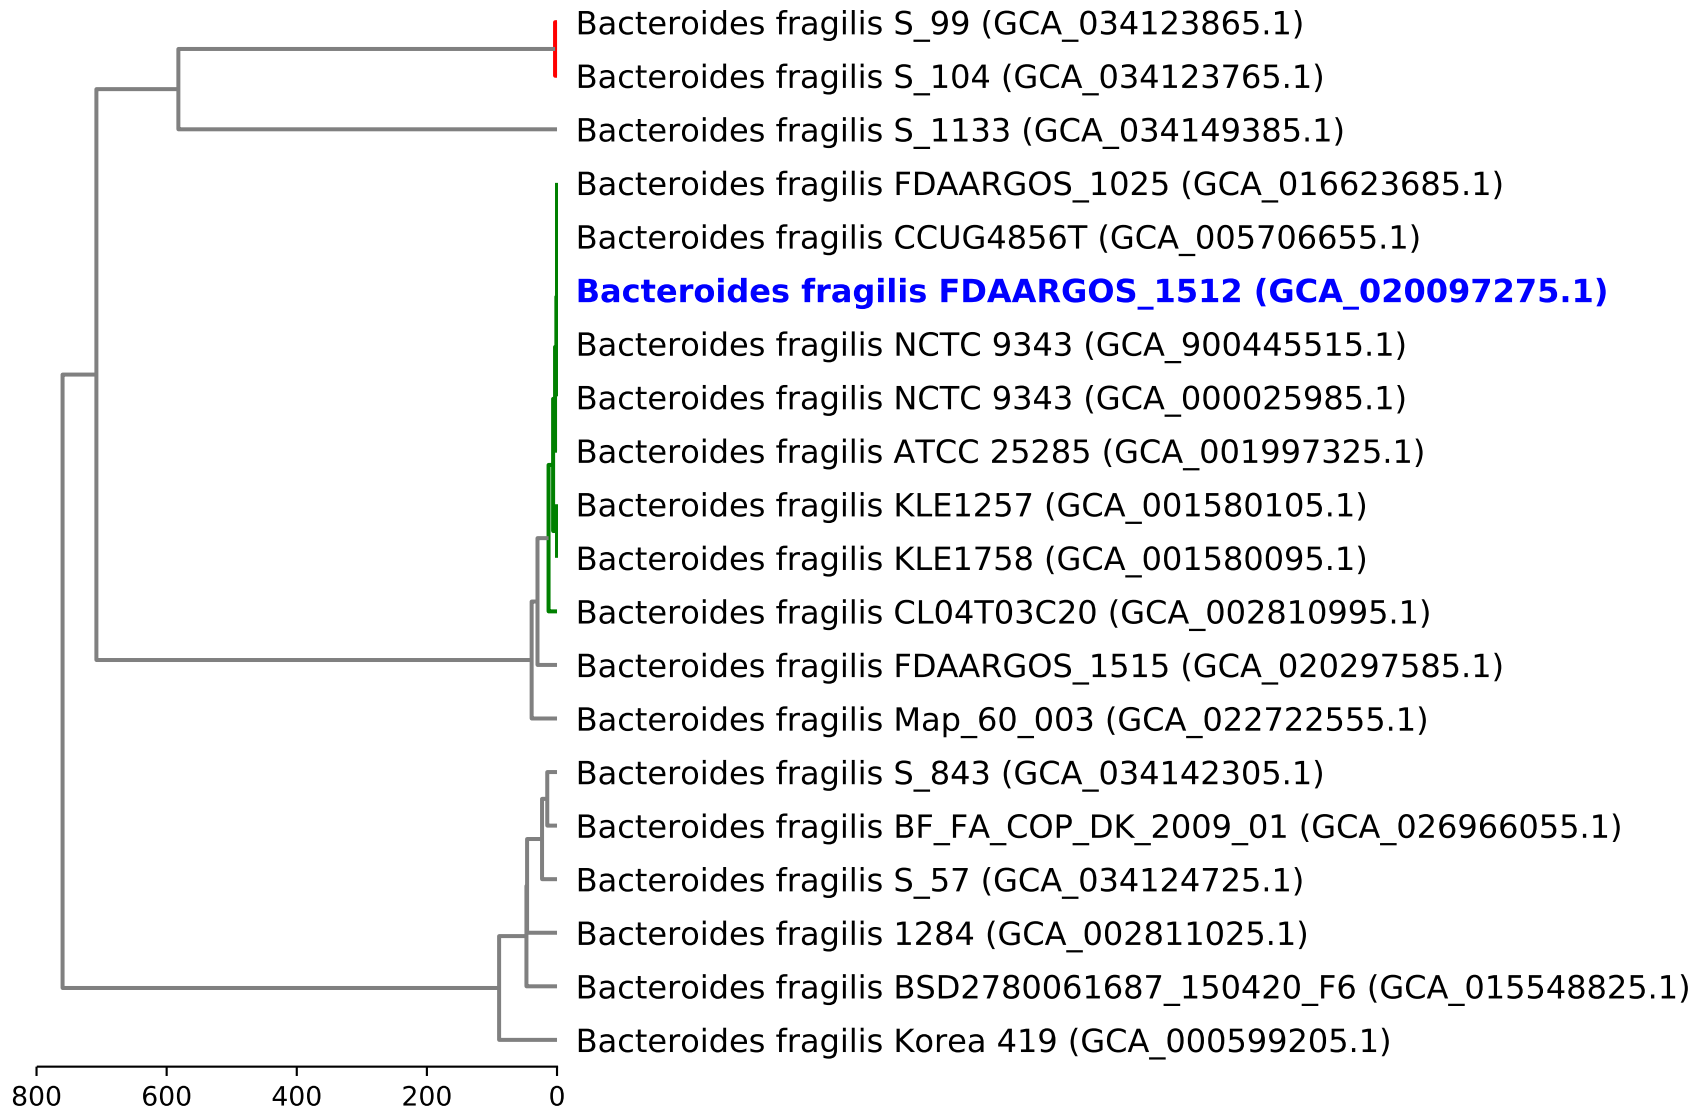 Bacteroides fragilis S_99 (GCA_034123865.1)
Bacteroides fragilis S_104 (GCA_034123765.1)
Bacteroides fragilis S_1133 (GCA_034149385.1)
Bacteroides fragilis FDAARGOS_1025 (GCA_016623685.1)
Bacteroides fragilis CCUG4856T (GCA_005706655.1)
Bacteroides fragilis FDAARGOS_1512 (GCA_020097275.1)
Bacteroides fragilis NCTC 9343 (GCA_900445515.1)
Bacteroides fragilis NCTC 9343 (GCA_000025985.1)
Bacteroides fragilis ATCC 25285 (GCA_001997325.1)
Bacteroides fragilis KLE1257 (GCA_001580105.1)
Bacteroides fragilis KLE1758 (GCA_001580095.1)
Bacteroides fragilis CL04T03C20 (GCA_002810995.1)
Bacteroides fragilis FDAARGOS_1515 (GCA_020297585.1)
Bacteroides fragilis Map_60_003 (GCA_022722555.1)
Bacteroides fragilis S_843 (GCA_034142305.1)
Bacteroides fragilis BF_FA_COP_DK_2009_01 (GCA_026966055.1)
Bacteroides fragilis S_57 (GCA_034124725.1)
Bacteroides fragilis 1284 (GCA_002811025.1)
Bacteroides fragilis BSD2780061687_150420_F6 (GCA_015548825.1)
Bacteroides fragilis Korea 419 (GCA_000599205.1)
800 600 400 200 0